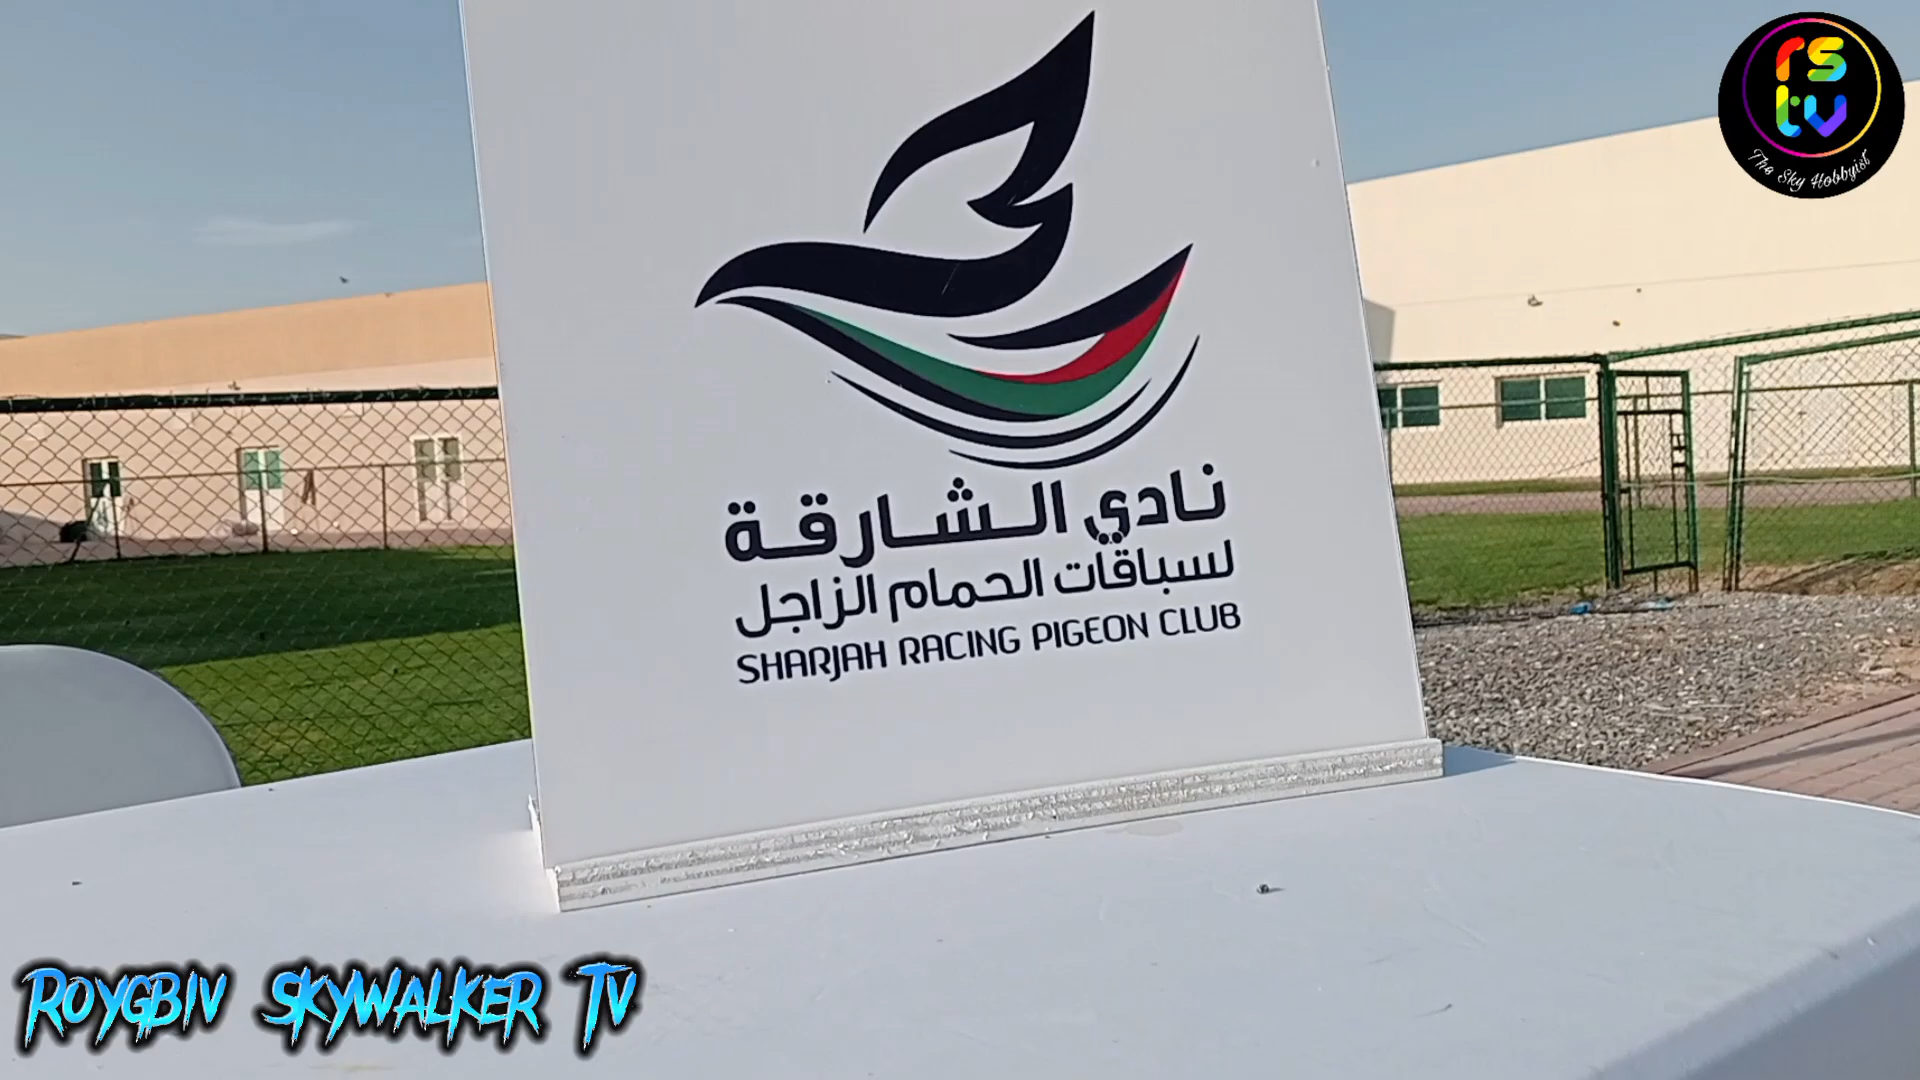 rs
tv
The Sky Hobbyist
نادي الشارقة
لسباقات الحمام الزاجل
SHARJAH RACING PIGEON CLUB
ROYGBIV SKYWALKER TV